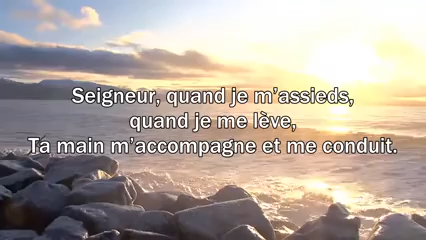 Seigneur, quand je m’assieds,
quand je me lève,
Ta main m’accompagne et me conduit.